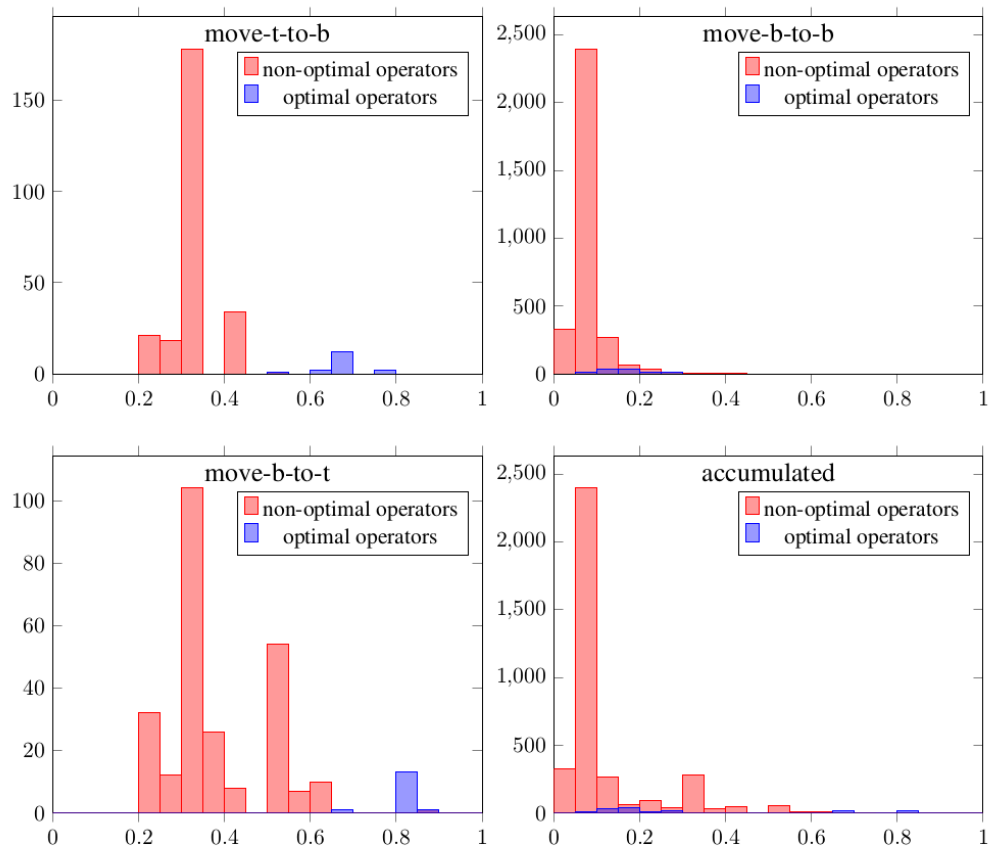 move-t-to-b
non-optimal operators
optimal operators
150
100
50
0
0 0.2 0.4 0.6 0.8 1
move-b-to-b
non-optimal operators
optimal operators
2,500
2,000
1,500
1,000
500
0
0 0.2 0.4 0.6 0.8 1
move-b-to-t
non-optimal operators
optimal operators
100
80
60
40
20
0
0 0.2 0.4 0.6 0.8 1
accumulated
non-optimal operators
optimal operators
2,500
2,000
1,500
1,000
500
0
0 0.2 0.4 0.6 0.8 1